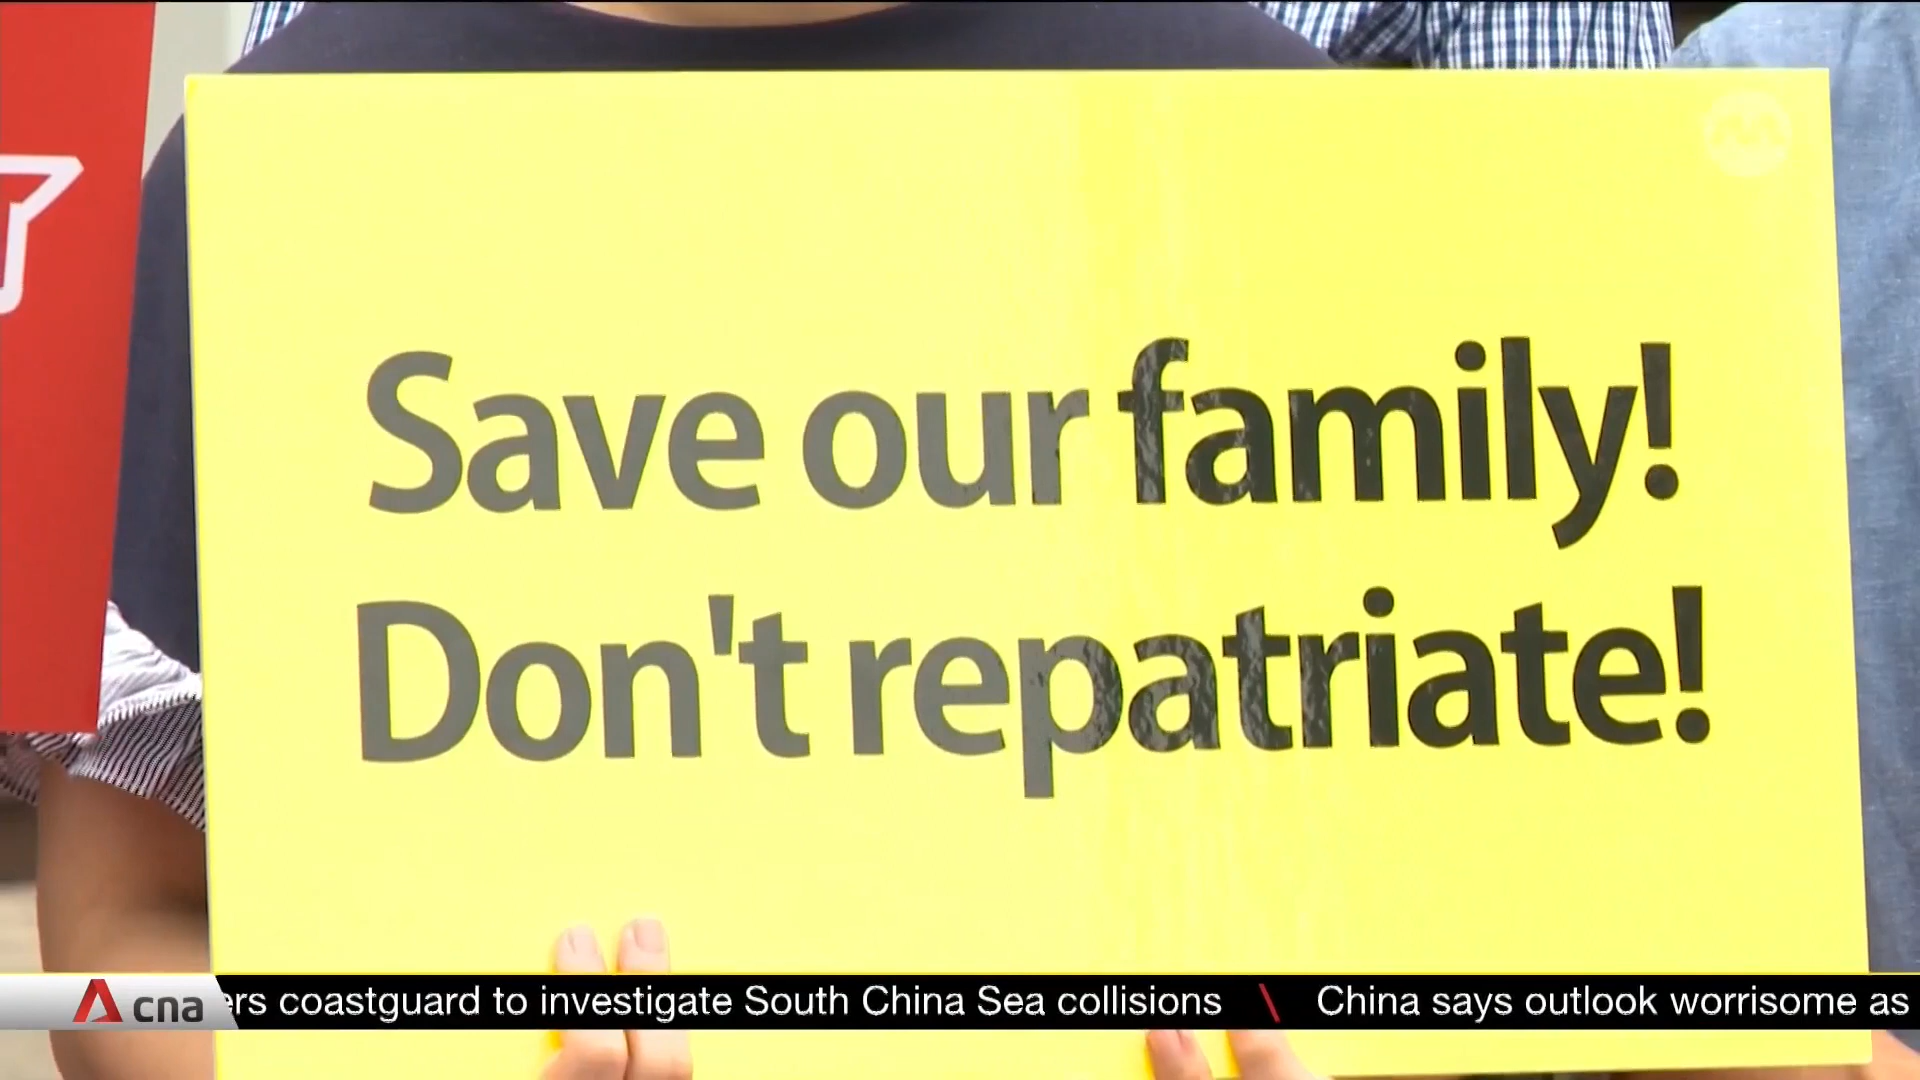 Save our family!
Don't repatriate!
cna
ers coastguard to investigate South China Sea collisions \ China says outlook worrisome as